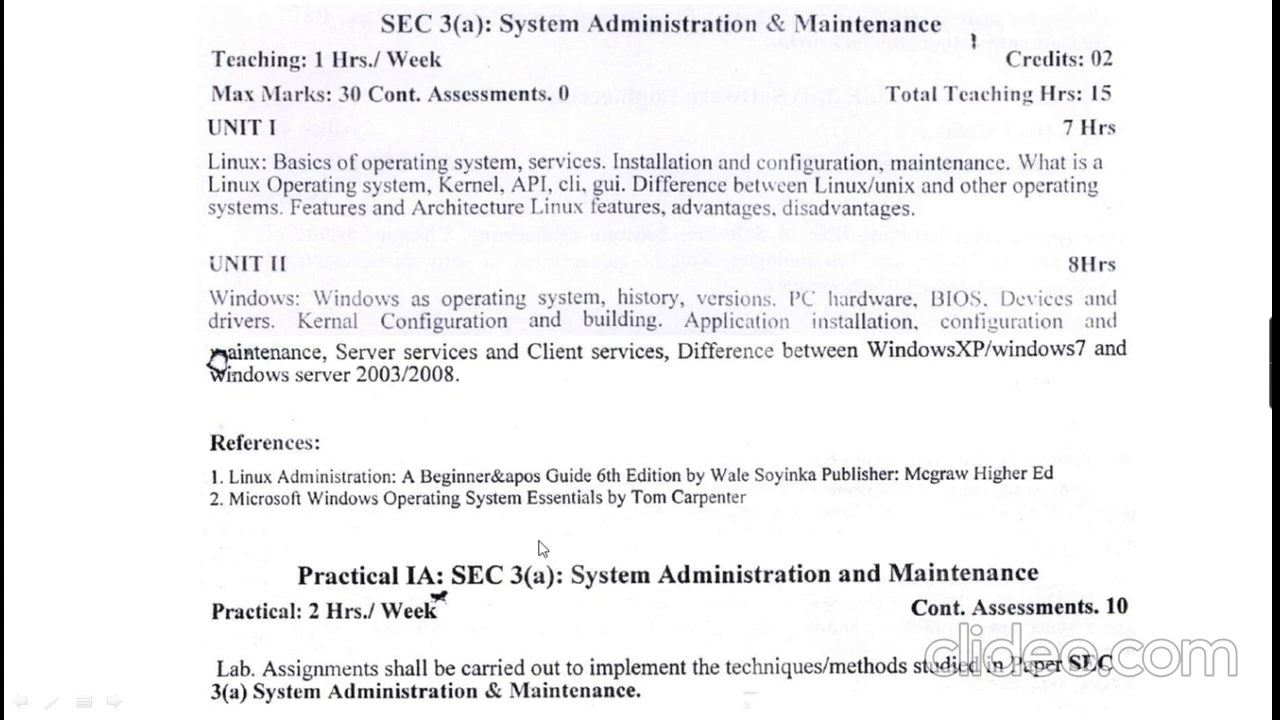 SEC 3(a): System Administration & Maintenance
Teaching: 1 Hrs./ Week Credits: 02
Max Marks: 30 Cont. Assessments. 0 Total Teaching Hrs: 15
UNIT I 7 Hrs
Linux: Basics of operating system, services. Installation and configuration, maintenance. What is a
Linux Operating system, Kernel, API, cli, gui. Difference between Linux/unix and other operating
systems. Features and Architecture Linux features, advantages, disadvantages.
UNIT II 8Hrs
Windows: Windows as operating system, history, versions. PC hardware, BIOS, Devices and
drivers. Kernal Configuration and building. Application installation, configuration and
maintenance, Server services and Client services, Difference between WindowsXP/windows7 and
windows server 2003/2008.
References:
1. Linux Administration: A Beginner&apos Guide 6th Edition by Wale Soyinka Publisher: Mcgraw Higher Ed
2. Microsoft Windows Operating System Essentials by Tom Carpenter
Practical IA: SEC 3(a): System Administration and Maintenance
Practical: 2 Hrs./ Week Cont. Assessments. 10
Lab. Assignments shall be carried out to implement the techniques/methods studied in Paper SEC
3(a) System Administration & Maintenance.
clideo.com